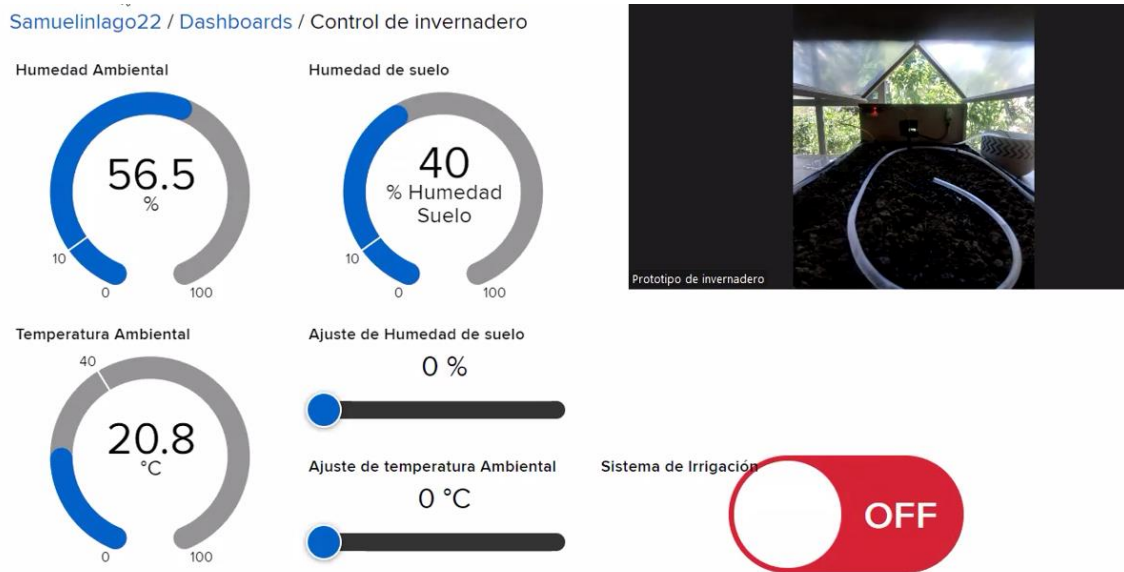 Samuelinlago22 / Dashboards / Control de invernadero
Humedad Ambiental
56.5
%
10
0
100
Humedad de suelo
40
% Humedad
Suelo
10
0
100
Prototipo de invernadero
Temperatura Ambiental
40
20.8
°C
0
100
Ajuste de Humedad de suelo
0 %
Ajuste de temperatura Ambiental
0 °C
Sistema de Irrigación
OFF